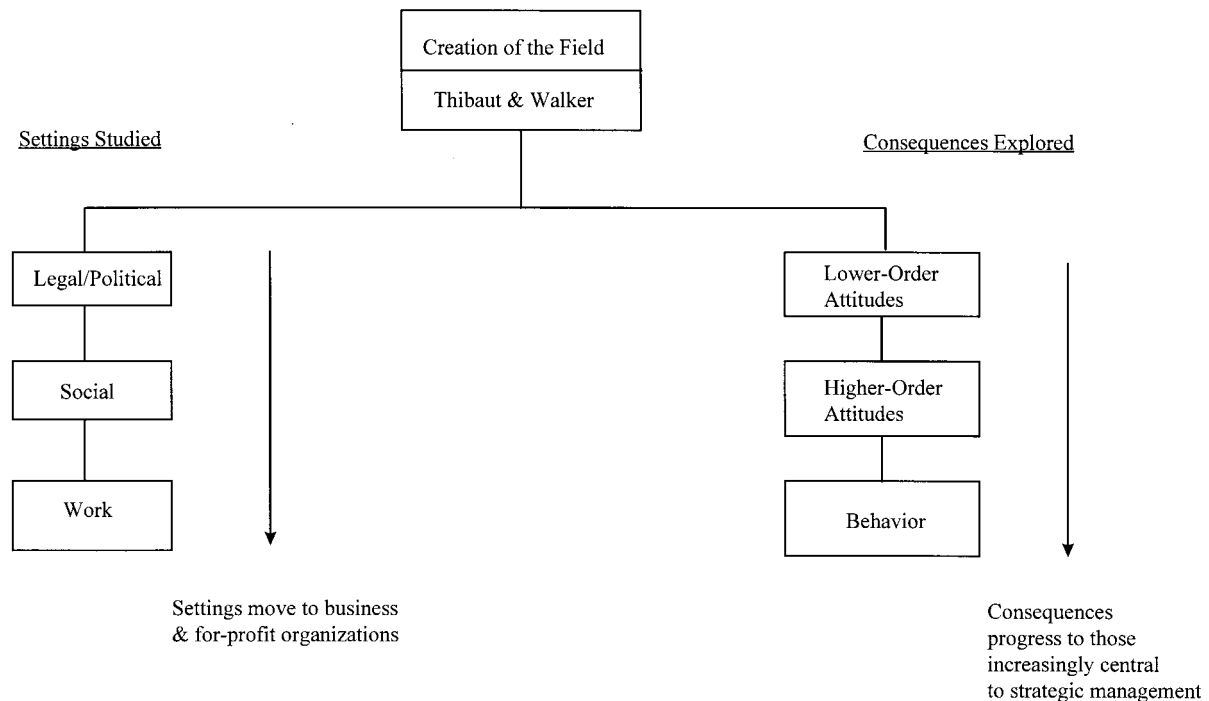 Creation of the Field
Thibaut & Walker
Settings Studied
Consequences Explored
Legal/Political
Social
Work
Settings move to business
& for-profit organizations
Lower-Order
Attitudes
Higher-Order
Attitudes
Behavior
Consequences
progress to those
increasingly central
to strategic management